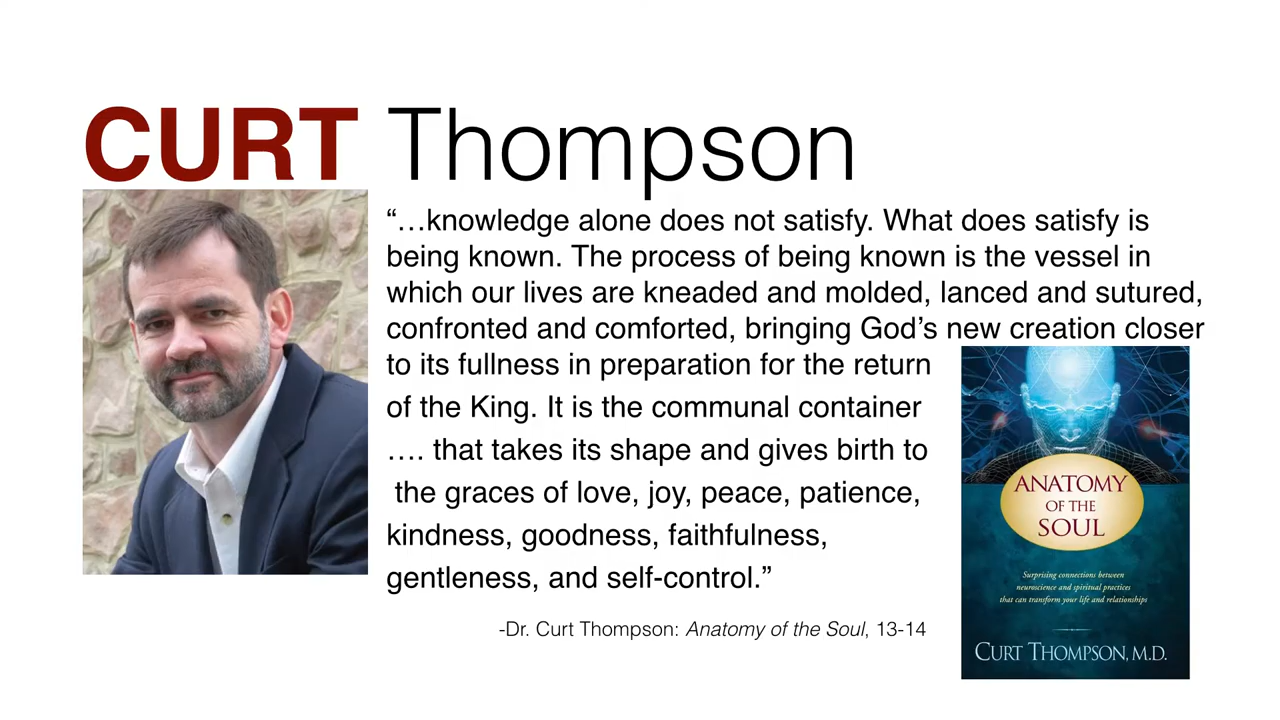 CURT Thompson
“…knowledge alone does not satisfy. What does satisfy is
being known. The process of being known is the vessel in
which our lives are kneaded and molded, lanced and sutured,
confronted and comforted, bringing God’s new creation closer
to its fullness in preparation for the return
of the King. It is the communal container
…. that takes its shape and gives birth to
the graces of love, joy, peace, patience,
kindness, goodness, faithfulness,
gentleness, and self-control.”
-Dr. Curt Thompson: Anatomy of the Soul, 13-14
ANATOMY
OF THE
SOUL
Surprising connections between
neuroscience and spiritual practices
that can transform your life and relationships
CURT THOMPSON, M.D.